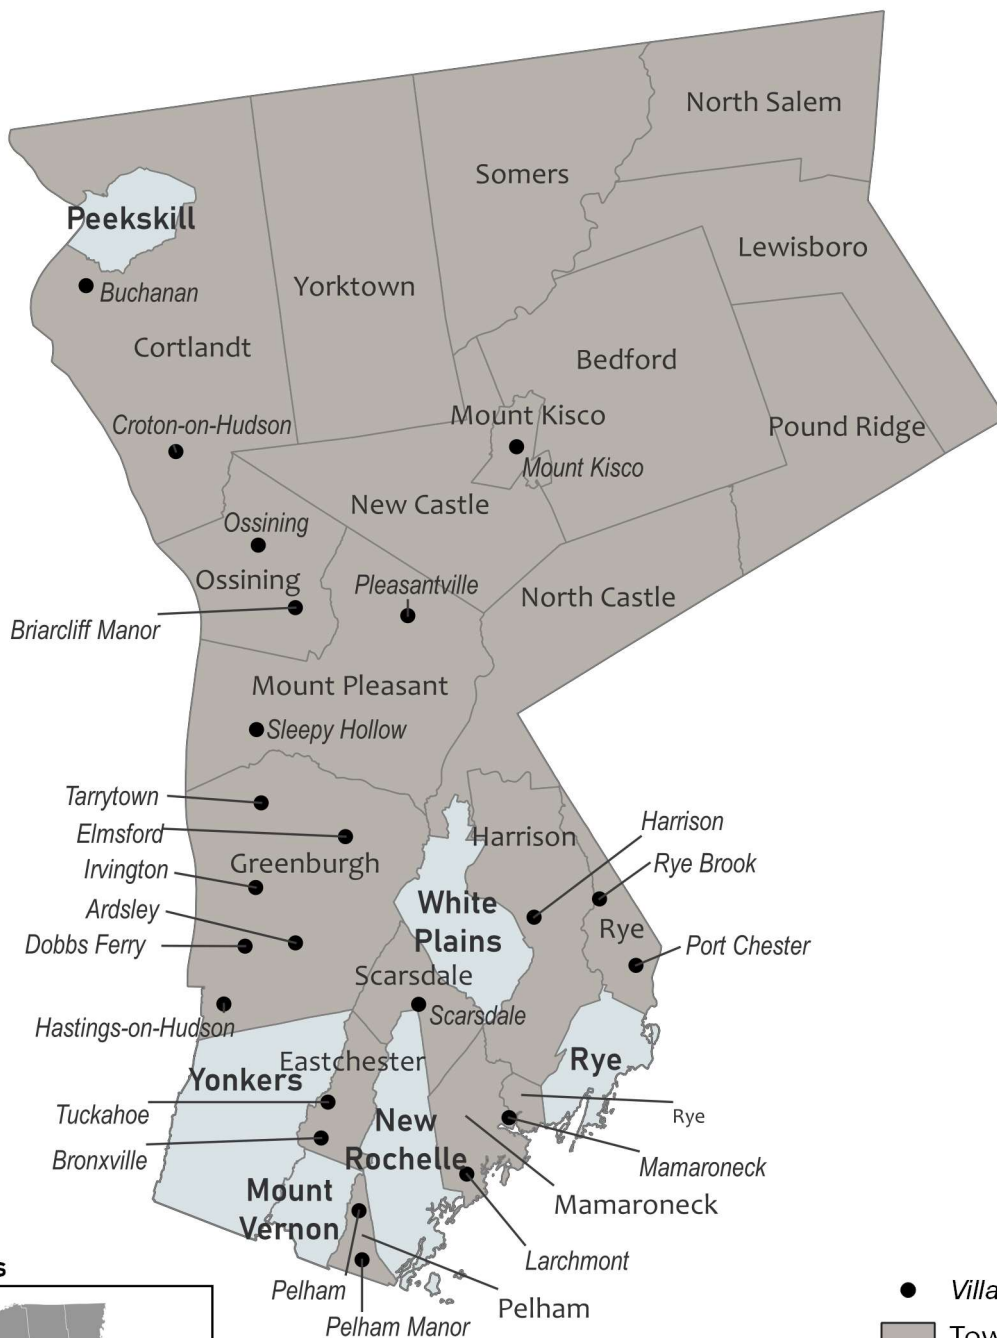 North Salem
Somers
Peekskill
Lewisboro
Yorktown
Buchanan
Cortlandt
Bedford
Croton-on-Hudson
Mount Kisco
Pound Ridge
Mount Kisco
New Castle
Ossining
Ossining
Pleasantville
North Castle
Briarcliff Manor
Mount Pleasant
Sleepy Hollow
Tarrytown
Elmsford
Harrison
Harrison
Irvington
Greenburgh
Rye Brook
Ardsley
White
Plains
Rye
Dobbs Ferry
Port Chester
Scarsdale
Scarsdale
Hastings-on-Hudson
Eastchester
Rye
Yonkers
Tuckahoe
New
Rochelle
Rye
Bronxville
Mamaroneck
Mount
Vernon
Mamaroneck
Larchmont
Pelham
Pelham
Pelham Manor
s
Villa
Tow